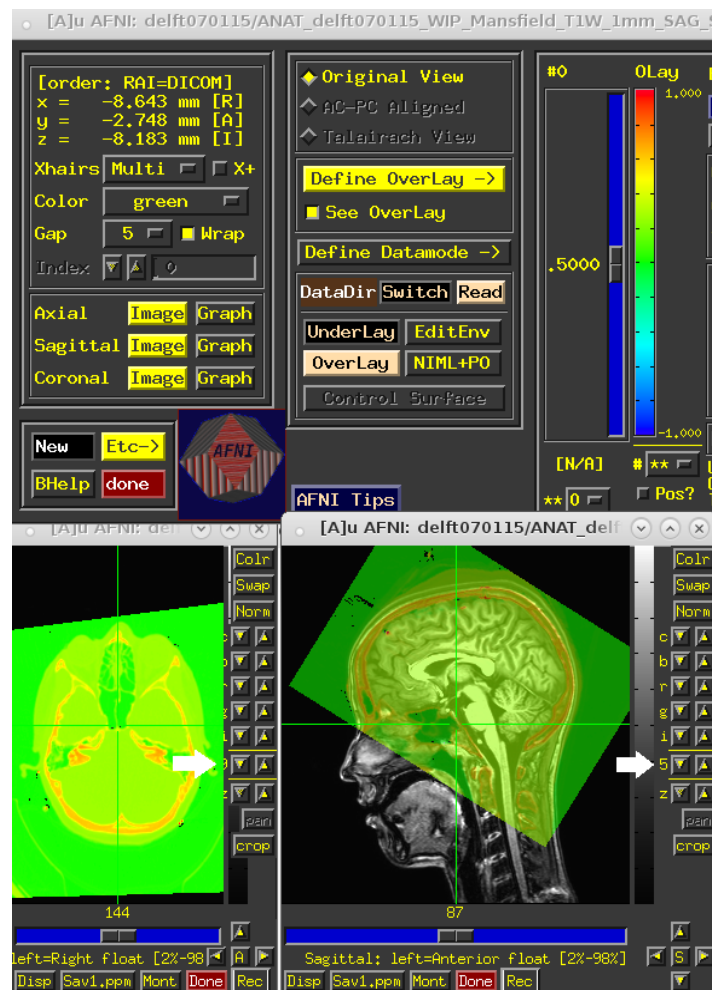 [A]u AFNI: delft070115/ANAT_delft070115_WIP_Mansfield_T1W_1mm_SAG_S
[order: RAI=DICOM]
x = -8.643 mm [R]
y = -2.748 mm [A]
z = -8.183 mm [I]
Xhairs Multi X+
Color green
Gap 5 Wrap
Index 0
Axial Image Graph
Sagittal Image Graph
Coronal Image Graph
New Etc->
BHelp done
AFNI
Original View
AC-PC Aligned
Talairach View
Define OverLay ->
See OverLay
Define Datamode ->
DataDir Switch Read
UnderLay EditEnv
OverLay NIML+PO
Control Surface
AFNI Tips
#0 OLay
1.000
.5000
-1.000
[N/A] # **
** 0 Pos?
[A]u AFNI: del
Colr
Swap
Norm
c
b
r
g
i
9
z
pan
crop
144
left=Right float [2%-98 A
Disp Sav1.ppm Mont Done Rec
[A]u AFNI: delft070115/ANAT_delf
Colr
Swap
Norm
c
b
r
g
i
5
z
pan
crop
87
Sagittal: left=Anterior float [2%-98%] S
Disp Sav1.ppm Mont Done Rec